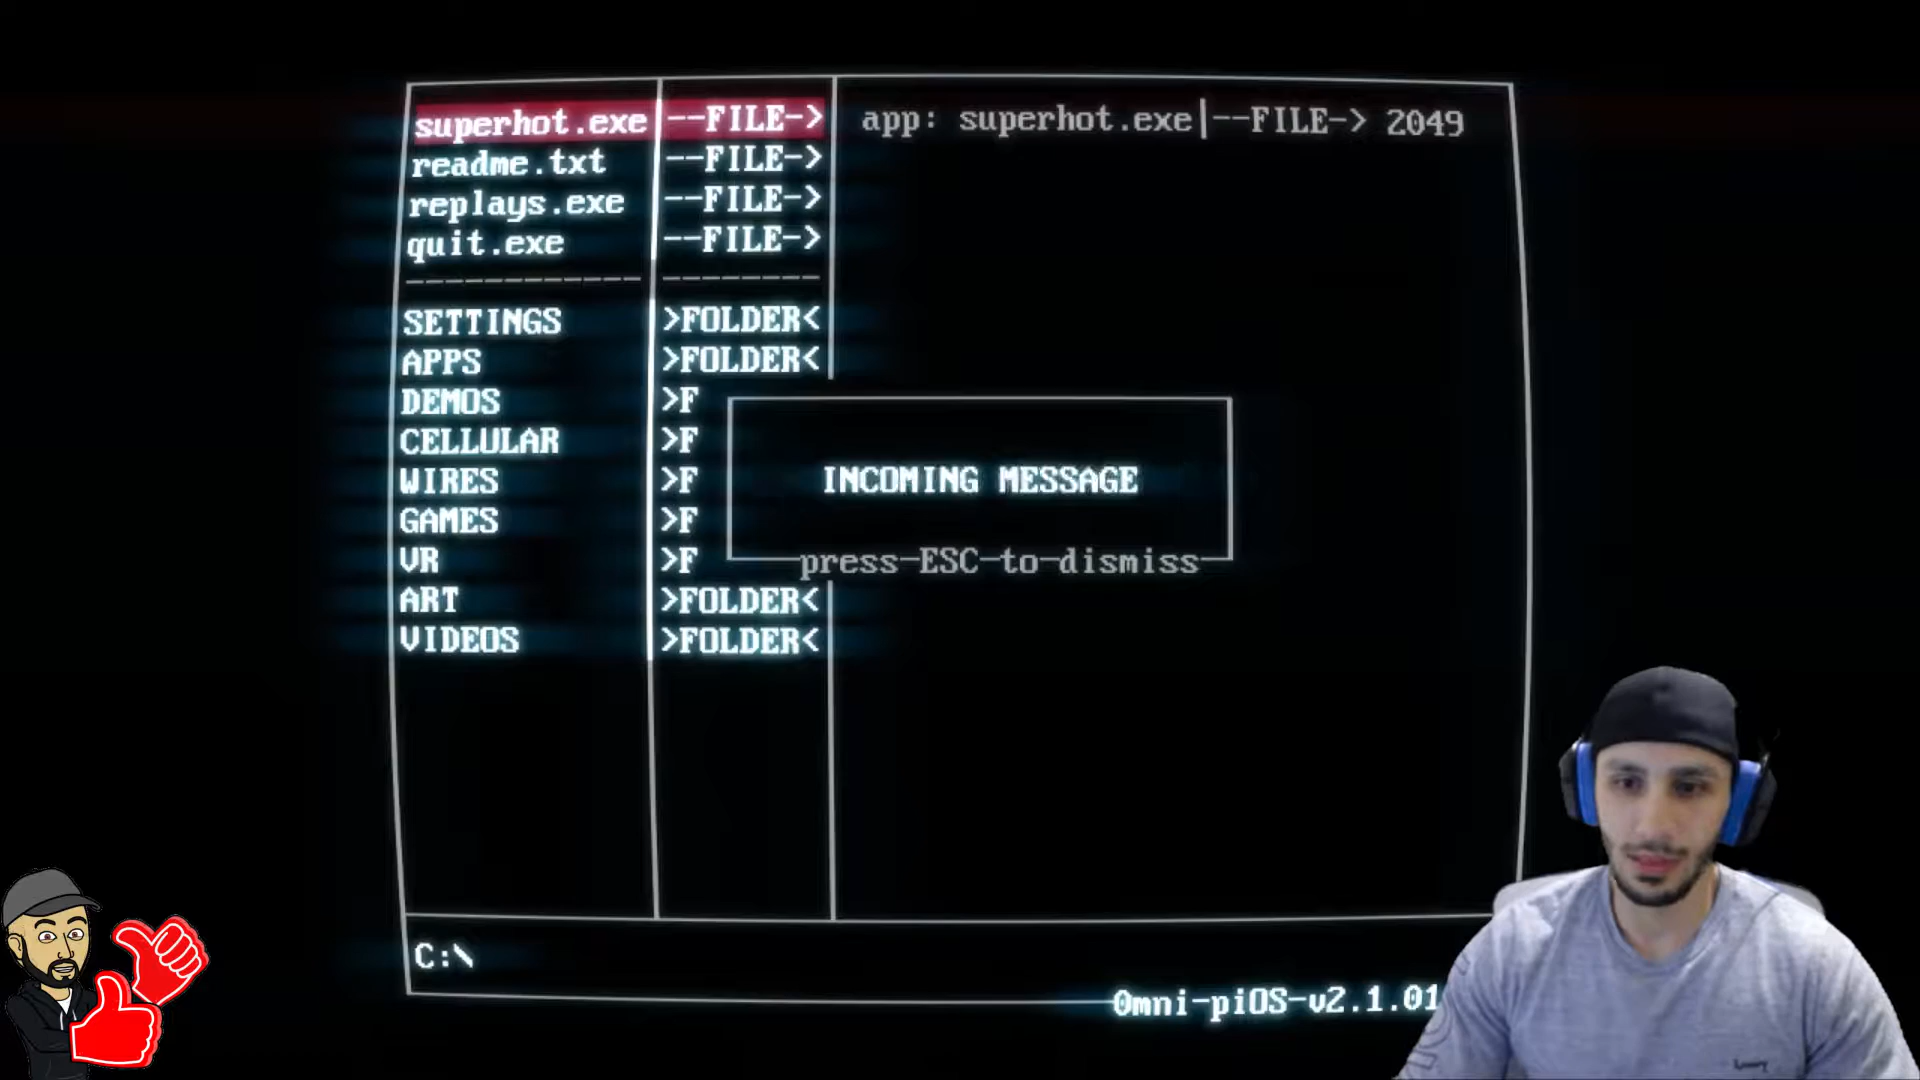 superhot.exe --FILE-> app: superhot.exe|--FILE-> 2049
readme.txt --FILE->
replays.exe --FILE->
quit.exe --FILE->
SETTINGS >FOLDER<
APPS >FOLDER<
DEMOS >F
CELLULAR >F
WIRES >F
GAMES >F
VR >F
ART >FOLDER<
VIDEOS >FOLDER<
INCOMING MESSAGE
press-ESC-to-dismiss
C:\
0mni-piOS-v2.1.01